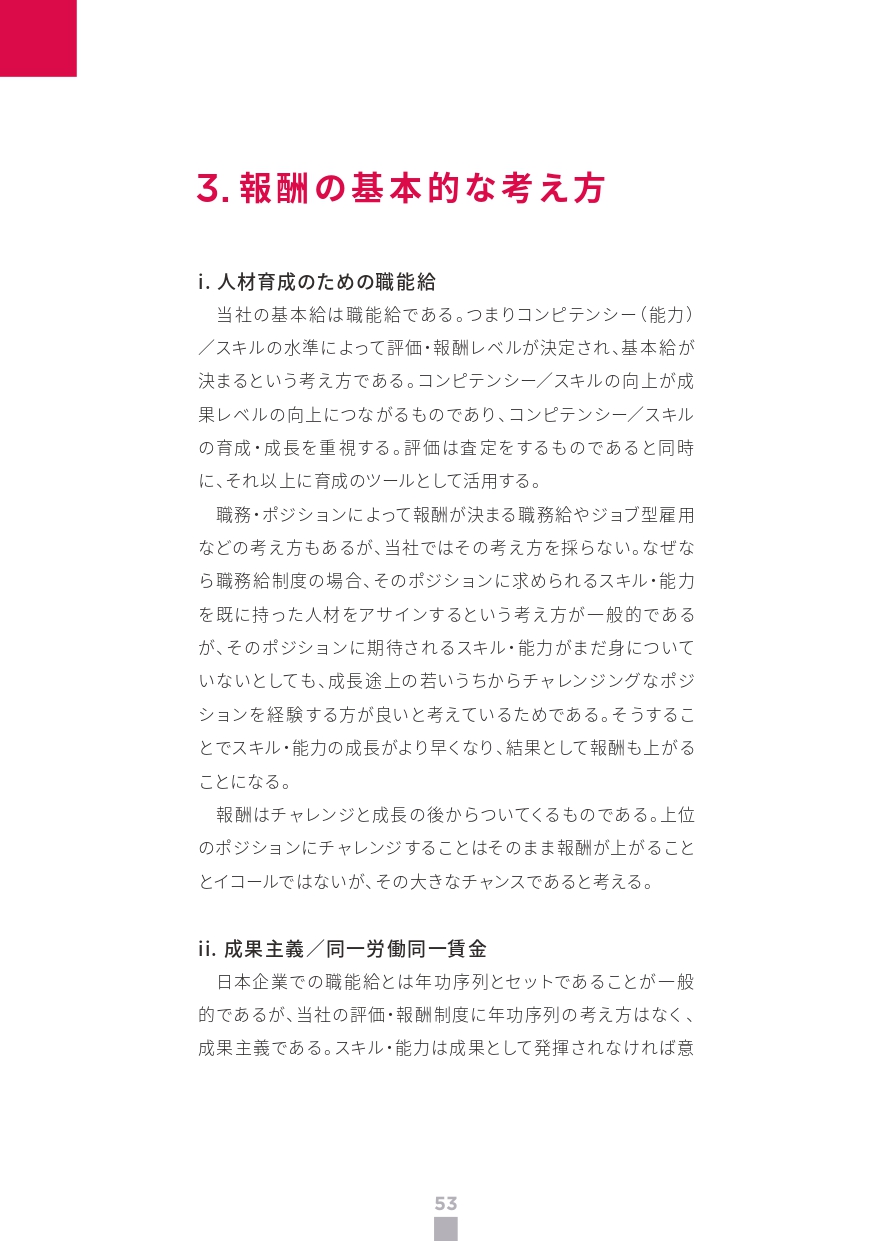 3. 報酬の基本的な考え方
i. 人材育成のための職能給
　当社の基本給は職能給である。つまりコンピテンシー（能力）
／スキルの水準によって評価・報酬レベルが決定され、基本給が
決まるという考え方である。コンピテンシー／スキルの向上が成
果レベルの向上につながるものであり、コンピテンシー／スキル
の育成・成長を重視する。評価は査定をするものであると同時
に、それ以上に育成のツールとして活用する。
　職務・ポジションによって報酬が決まる職務給やジョブ型雇用
などの考え方もあるが、当社ではその考え方を採らない。なぜな
ら職務給制度の場合、そのポジションに求められるスキル・能力
を既に持った人材をアサインするという考え方が一般的である
が、そのポジションに期待されるスキル・能力がまだ身について
いないとしても、成長途上の若いうちからチャレンジングなポジ
ションを経験する方が良いと考えているためである。そうするこ
とでスキル・能力の成長がより早くなり、結果として報酬も上がる
ことになる。
　報酬はチャレンジと成長の後からついてくるものである。上位
のポジションにチャレンジすることはそのまま報酬が上がること
とイコールではないが、その大きなチャンスであると考える。
ii. 成果主義／同一労働同一賃金
　日本企業での職能給とは年功序列とセットであることが一般
的であるが、当社の評価・報酬制度に年功序列の考え方はなく、
成果主義である。スキル・能力は成果として発揮されなければ意
53